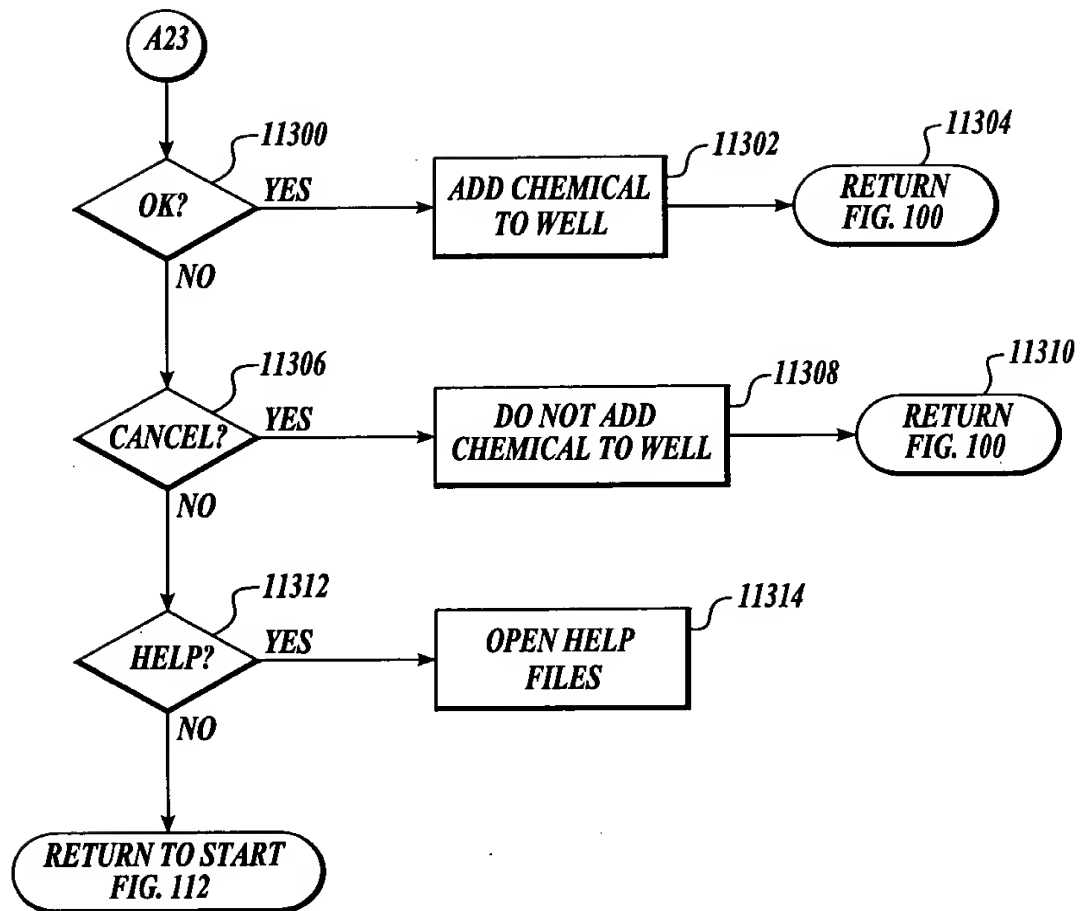 A23
11300
OK?
YES
NO
11302
ADD CHEMICAL
TO WELL
11304
RETURN
FIG. 100
11306
CANCEL?
YES
NO
11308
DO NOT ADD
CHEMICAL TO WELL
11310
RETURN
FIG. 100
11312
HELP?
YES
NO
11314
OPEN HELP
FILES
RETURN TO START
FIG. 112